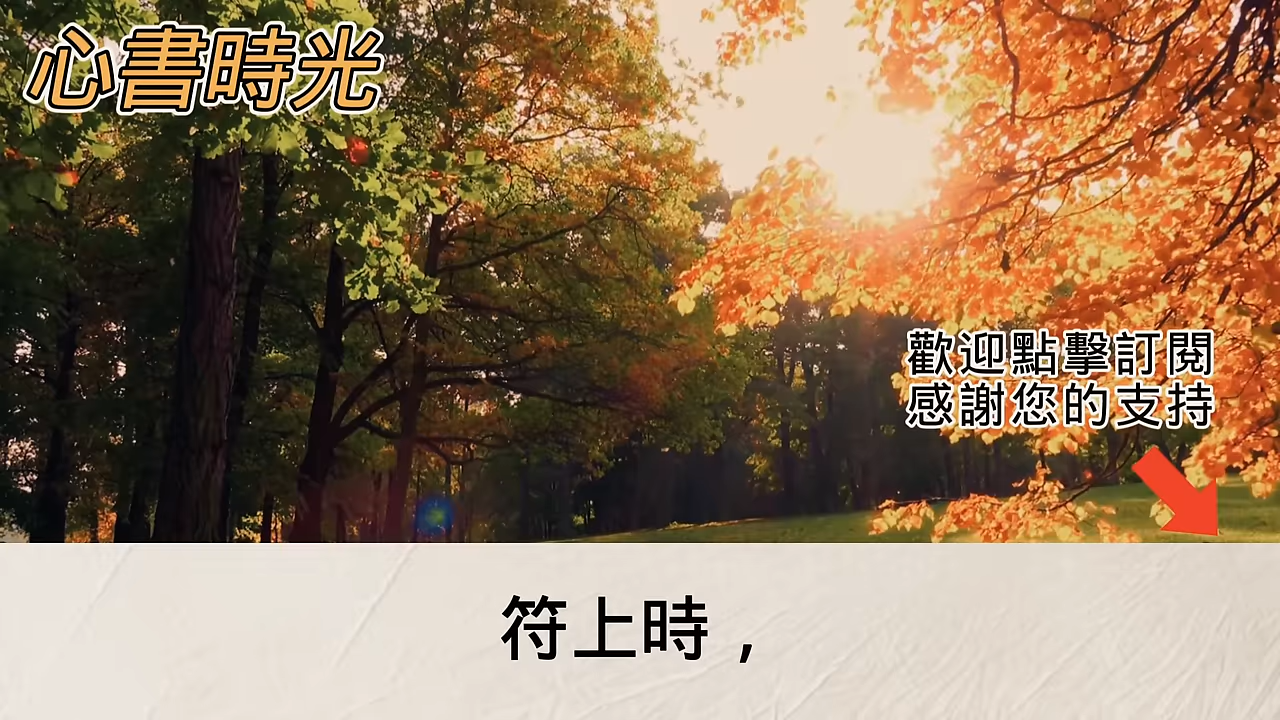 心書時光
歡迎點擊訂閱
感謝您的支持
符上時，